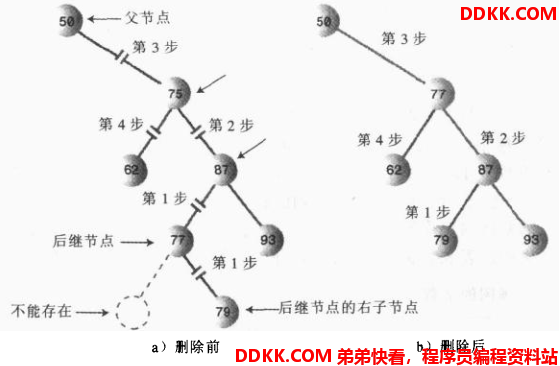 DDKK.COM
50
父节点
第 3 步
75
第 4 步
第 2 步
62
87
第 1 步
后继节点
77
93
第 1 步
不能存在
79
后继节点的右子节点
a）删除前
50
第 3 步
77
第 4 步
第 2 步
62
87
第 1 步
79
93
b）删除后
DDKK.COM 弟弟快看，程序员编程资料站